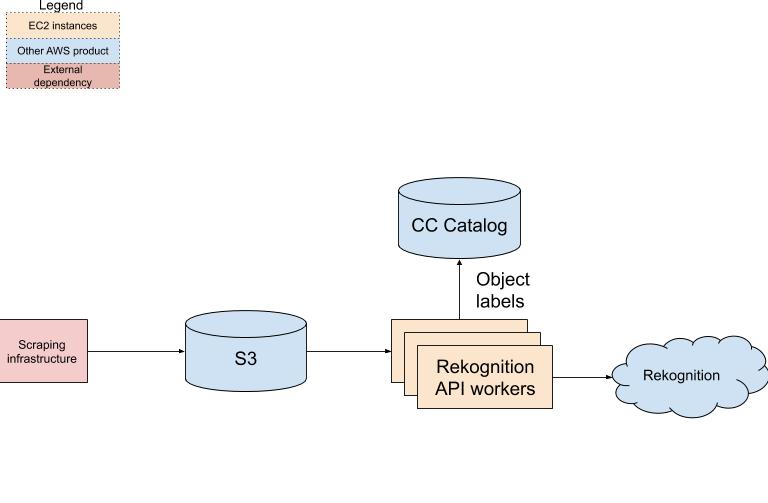 Legend
EC2 instances
Other AWS product
External
dependency
CC Catalog
Object
labels
Scraping
infrastructure
S3
Rekognition
API workers
Rekognition